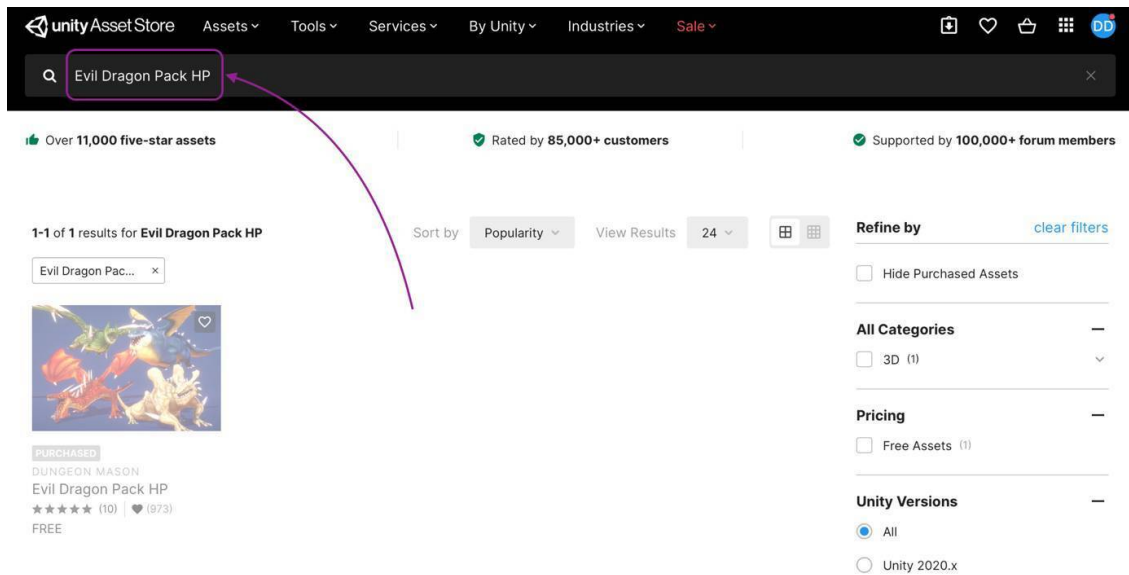 unity Asset Store Assets Tools Services By Unity Industries Sale DD
Evil Dragon Pack HP
Over 11,000 five-star assets Rated by 85,000+ customers Supported by 100,000+ forum members
1-1 of 1 results for Evil Dragon Pack HP Sort by Popularity View Results 24
Evil Dragon Pac...
PURCHASED
DUNGEON MASON
Evil Dragon Pack HP
(10) (973)
FREE
Refine by clear filters
Hide Purchased Assets
All Categories
3D (1)
Pricing
Free Assets (1)
Unity Versions
All
Unity 2020.x